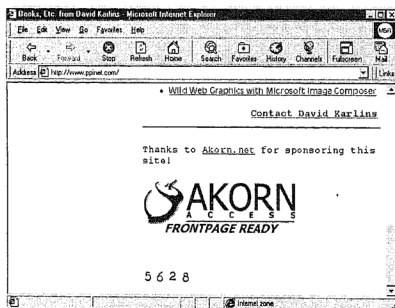 Books, Etc. from David Karlins - Microsoft Internet Explorer
File Edit View Go Favorites Help
Back Forward Stop Refresh Home Search Favorites History Channels Fullscreen Mail
Address http://www.ppinet.com/ Links
• Wild Web Graphics with Microsoft Image Composer
Contact David Karlins
Thanks to Akorn.net for sponsoring this
site!
AKORN
ACCESS
FRONTPAGE READY
5628
Internet zone